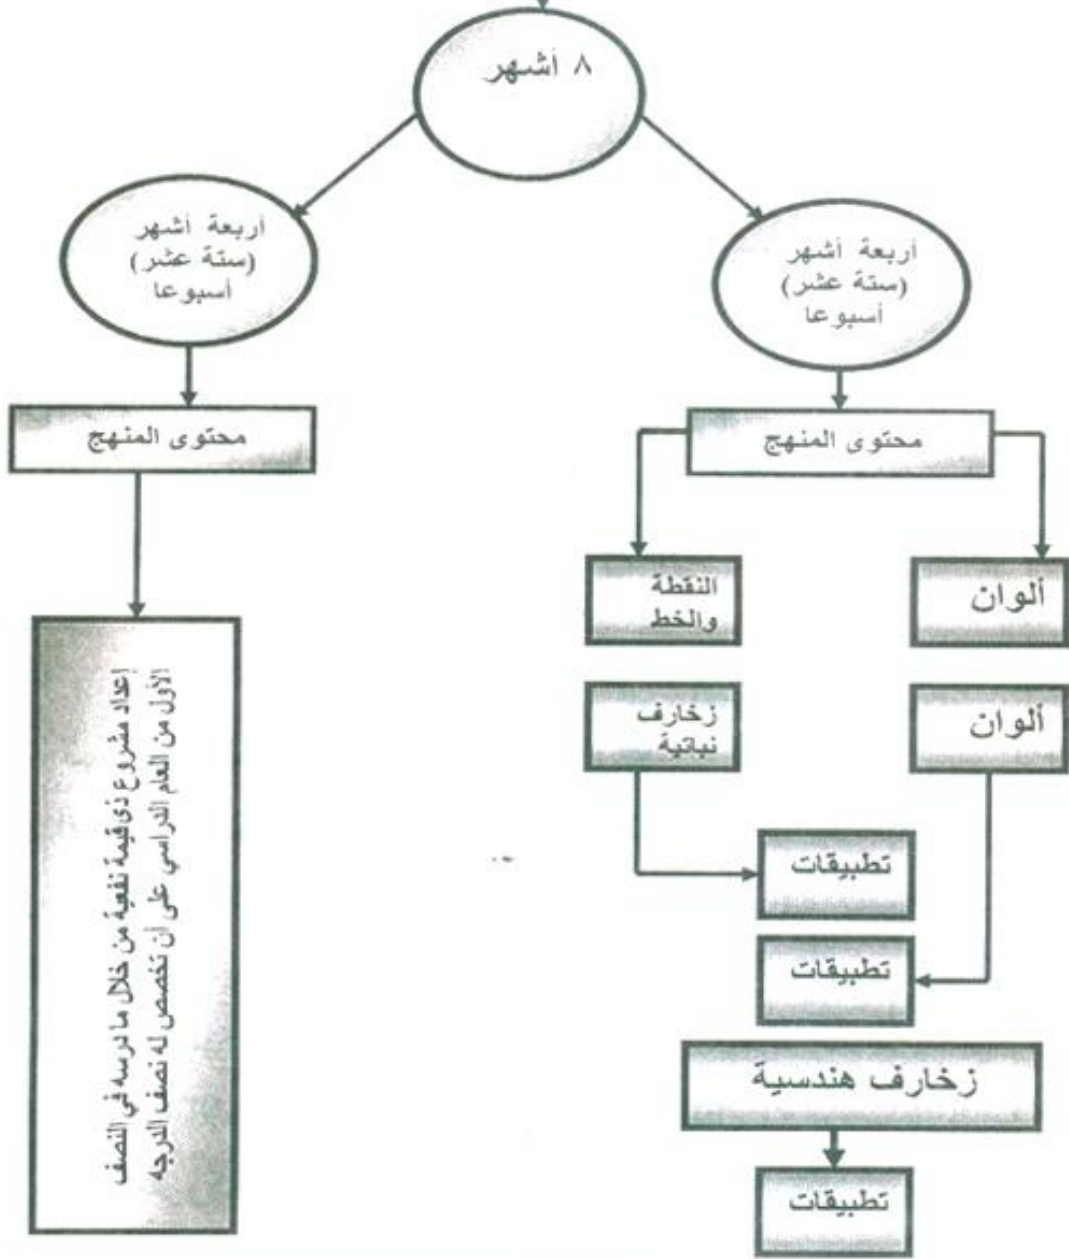 ٨ أشهر
أربعة أشهر
(ستة عشر)
أسبوعا
محتوى المنهج
ألوان
النقطة
والخط
ألوان
زخارف
نباتية
تطبيقات
تطبيقات
زخارف هندسية
تطبيقات
أربعة أشهر
(ستة عشر)
أسبوعا
محتوى المنهج
إعداد مشروع ذى قيمة نفعية من خلال ما درسه في النصف
الأول من العام الدراسي على أن تخصص له نصف الدرجه